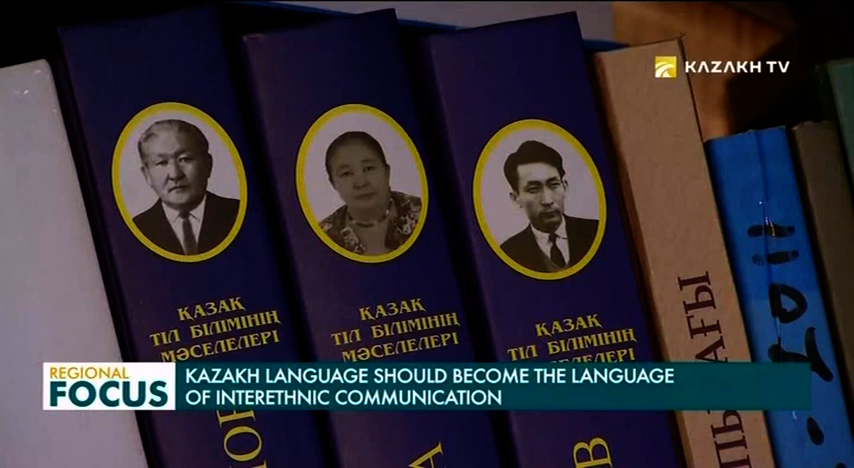 KAZAKH TV
ҚАЗАҚ
ТІЛ БІЛІМІНІҢ
МӘСЕЛЕЛЕРІ
ҚАЗАҚ
ТІЛ БІЛІМІНІҢ
МӘСЕЛЕЛЕРІ
ҚАЗАҚ
ТІЛ БІЛІМІНІҢ
REGIONAL
FOCUS
KAZAKH LANGUAGE SHOULD BECOME THE LANGUAGE
OF INTERETHNIC COMMUNICATION